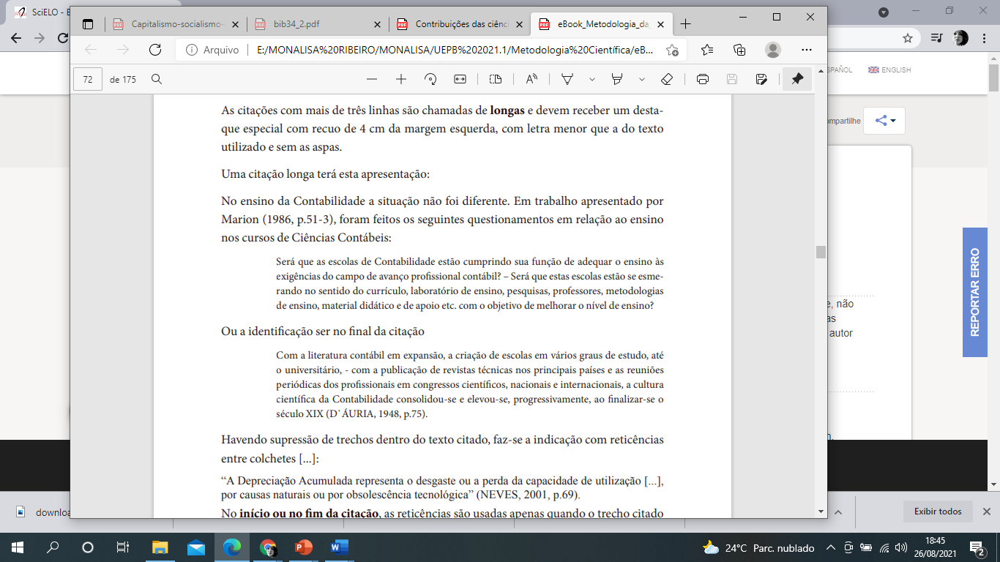 SciELO - B
Capitalismo-socialismo-
bib34_2.pdf
Contribuições das ciênc
eBook_Metodologia_da_
Arquivo
E:/MONALISA%20RIBEIRO/MONALISA/UEPB%202021.1/Metodologia%20Científica/eB...
72
de 175
SPAÑOL
ENGLISH
ompartilhe
As citações com mais de três linhas são chamadas de longas e devem receber um desta-
que especial com recuo de 4 cm da margem esquerda, com letra menor que a do texto
utilizado e sem as aspas.
Uma citação longa terá esta apresentação:
No ensino da Contabilidade a situação não foi diferente. Em trabalho apresentado por
Marion (1986, p.51-3), foram feitos os seguintes questionamentos em relação ao ensino
nos cursos de Ciências Contábeis:
Será que as escolas de Contabilidade estão cumprindo sua função de adequar o ensino às
exigências do campo de avanço profissional contábil? – Será que estas escolas estão se esme-
rando no sentido do currículo, laboratório de ensino, pesquisas, professores, metodologias
de ensino, material didático e de apoio etc. com o objetivo de melhorar o nível de ensino?
Ou a identificação ser no final da citação
Com a literatura contábil em expansão, a criação de escolas em vários graus de estudo, até
o universitário, - com a publicação de revistas técnicas nos principais países e as reuniões
periódicas dos profissionais em congressos científicos, nacionais e internacionais, a cultura
científica da Contabilidade consolidou-se e elevou-se, progressivamente, ao finalizar-se o
século XIX (D`ÁURIA, 1948, p.75).
Havendo supressão de trechos dentro do texto citado, faz-se a indicação com reticências
entre colchetes [...]:
“A Depreciação Acumulada representa o desgaste ou a perda da capacidade de utilização [...],
por causas naturais ou por obsolescência tecnológica” (NEVES, 2001, p.69).
No início ou no fim da citação, as reticências são usadas apenas quando o trecho citado
e, não
as
autor
REPORTAR ERRO
downloa
Exibir todos
24°C Parc. nublado
18:45
26/08/2021
2